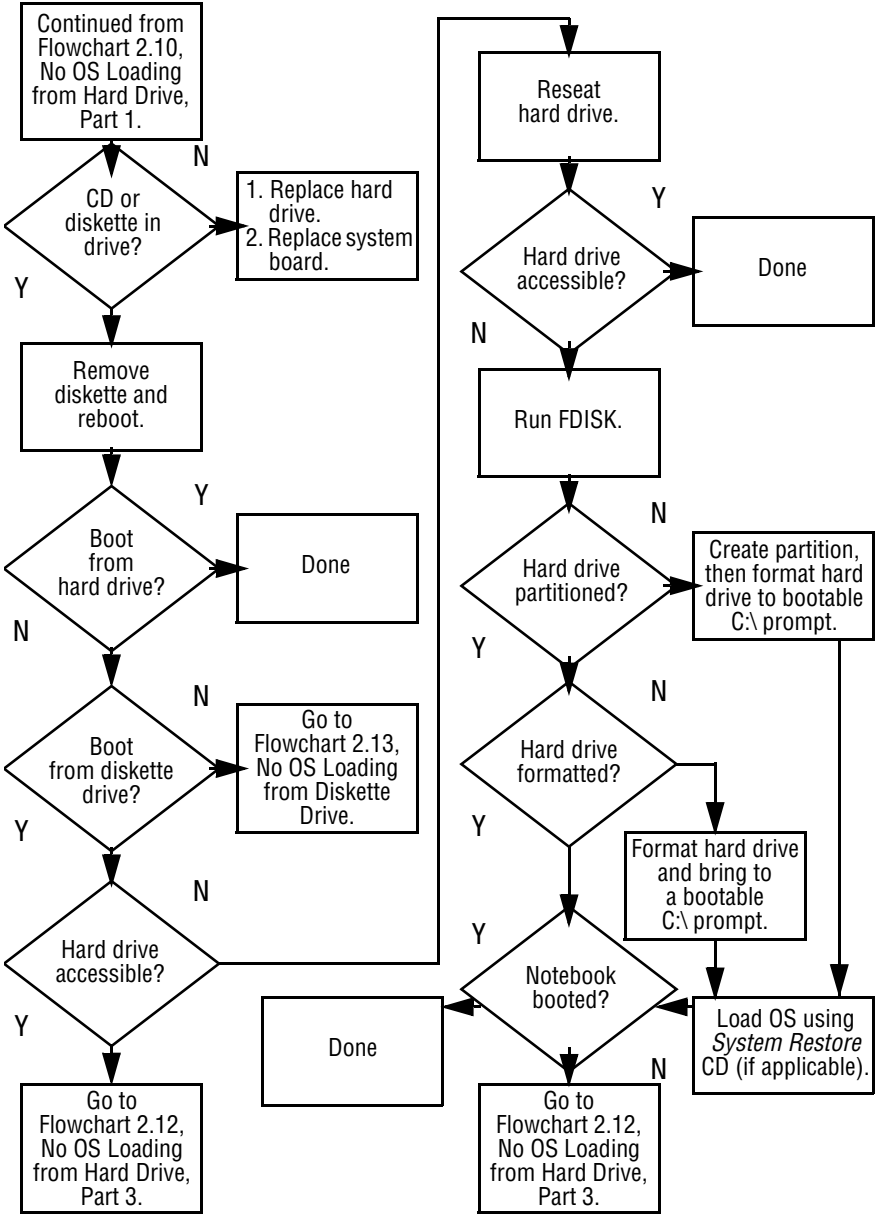 Continued from
Flowchart 2.10,
No OS Loading
from Hard Drive,
Part 1.
N
CD or
diskette in
drive?
1. Replace hard
drive.
2. Replace system
board.
Y
Remove
diskette and
reboot.
Y
Boot
from
hard drive?
Done
N
N
Boot
from diskette
drive?
Go to
Flowchart 2.13,
No OS Loading
from Diskette
Drive.
Y
N
Hard drive
accessible?
Y
Go to
Flowchart 2.12,
No OS Loading
from Hard Drive,
Part 3.
Reseat
hard drive.
Y
Hard drive
accessible?
Done
N
Run FDISK.
N
Hard drive
partitioned?
Create partition,
then format hard
drive to bootable
C:\ prompt.
Y
N
Hard drive
formatted?
Y
Format hard drive
and bring to
a bootable
C:\ prompt.
Y
Notebook
booted?
Done
Load OS using
System Restore
CD (if applicable).
N
Go to
Flowchart 2.12,
No OS Loading
from Hard Drive,
Part 3.